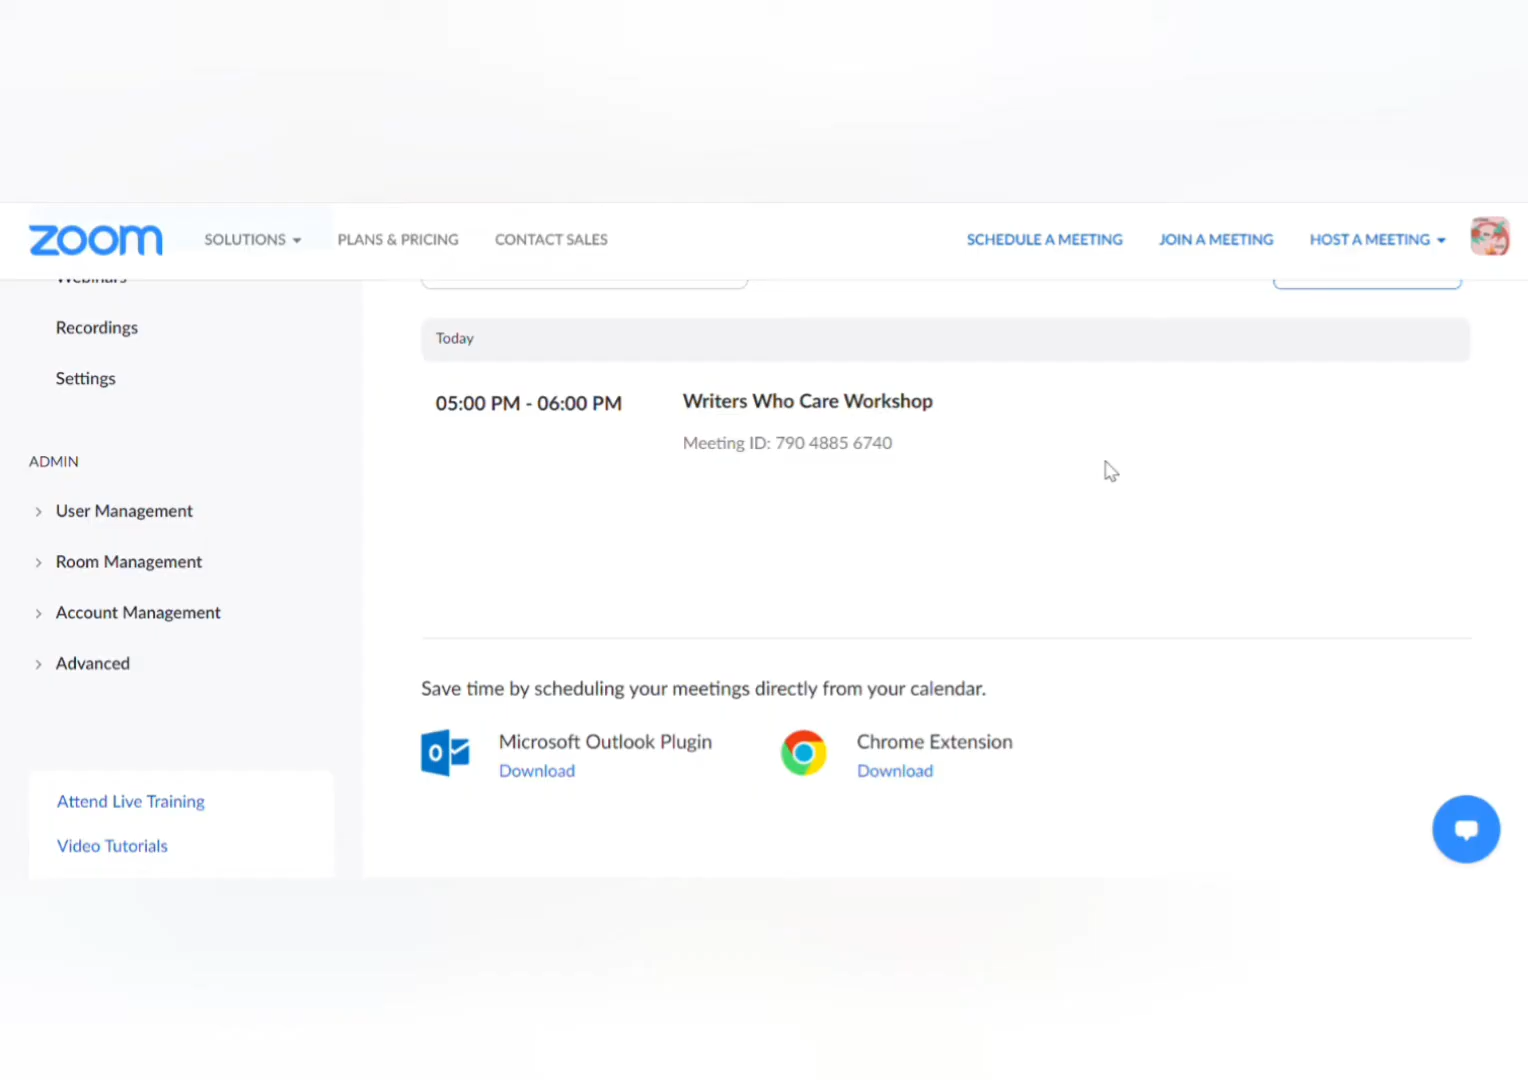 zoom
SOLUTIONS
PLANS & PRICING
CONTACT SALES
SCHEDULE A MEETING
JOIN A MEETING
HOST A MEETING
Webinars
Recordings
Settings
ADMIN
User Management
Room Management
Account Management
Advanced
Attend Live Training
Video Tutorials
Today
05:00 PM - 06:00 PM
Writers Who Care Workshop
Meeting ID: 790 4885 6740
Save time by scheduling your meetings directly from your calendar.
Microsoft Outlook Plugin
Download
Chrome Extension
Download